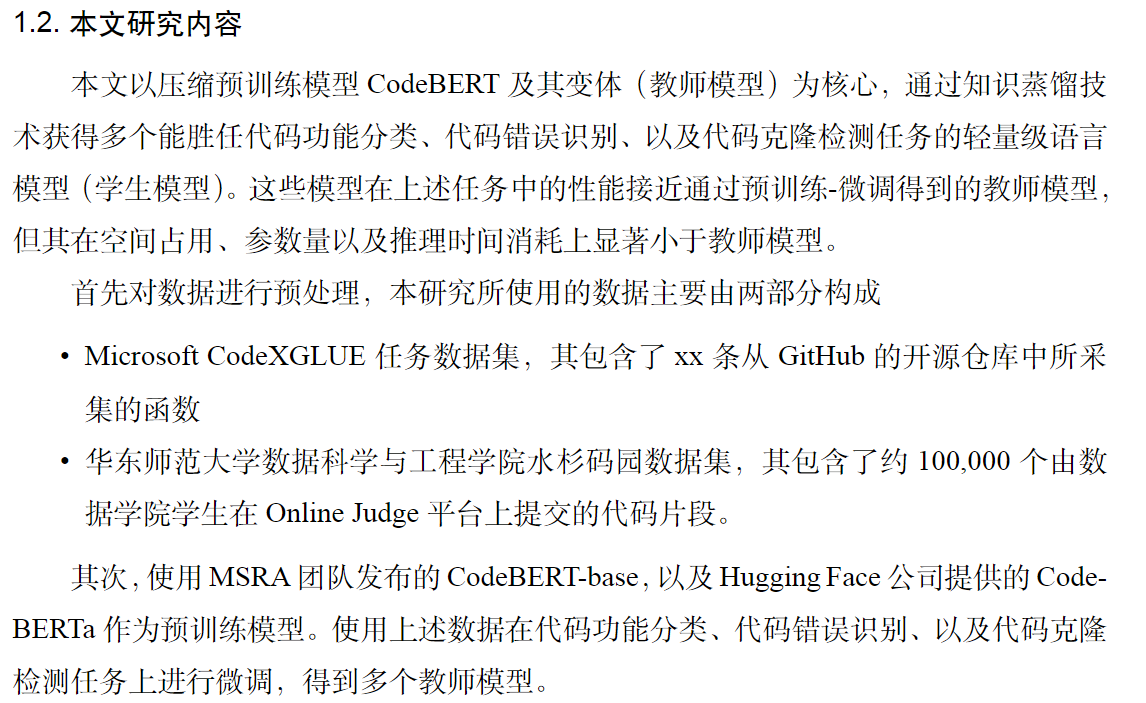 1.2. 本文研究内容
本文以压缩预训练模型 CodeBERT 及其变体（教师模型）为核心，通过知识蒸馏技
术获得多个能胜任代码功能分类、代码错误识别、以及代码克隆检测任务的轻量级语言
模型（学生模型）。这些模型在上述任务中的性能接近通过预训练-微调得到的教师模型，
但其在空间占用、参数量以及推理时间消耗上显著小于教师模型。
首先对数据进行预处理，本研究所使用的数据主要由两部分构成
• Microsoft CodeXGLUE 任务数据集，其包含了 xx 条从 GitHub 的开源仓库中所采
集的函数
• 华东师范大学数据科学与工程学院水杉码园数据集，其包含了约 100,000 个由数
据学院学生在 Online Judge 平台上提交的代码片段。
其次，使用 MSRA 团队发布的 CodeBERT-base，以及 Hugging Face 公司提供的 Code-
BERTa 作为预训练模型。使用上述数据在代码功能分类、代码错误识别、以及代码克隆
检测任务上进行微调，得到多个教师模型。